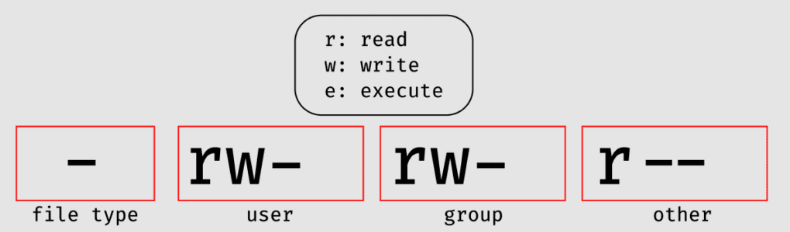 r: read
w: write
e: execute
- rw- rw- r--
file type user group other